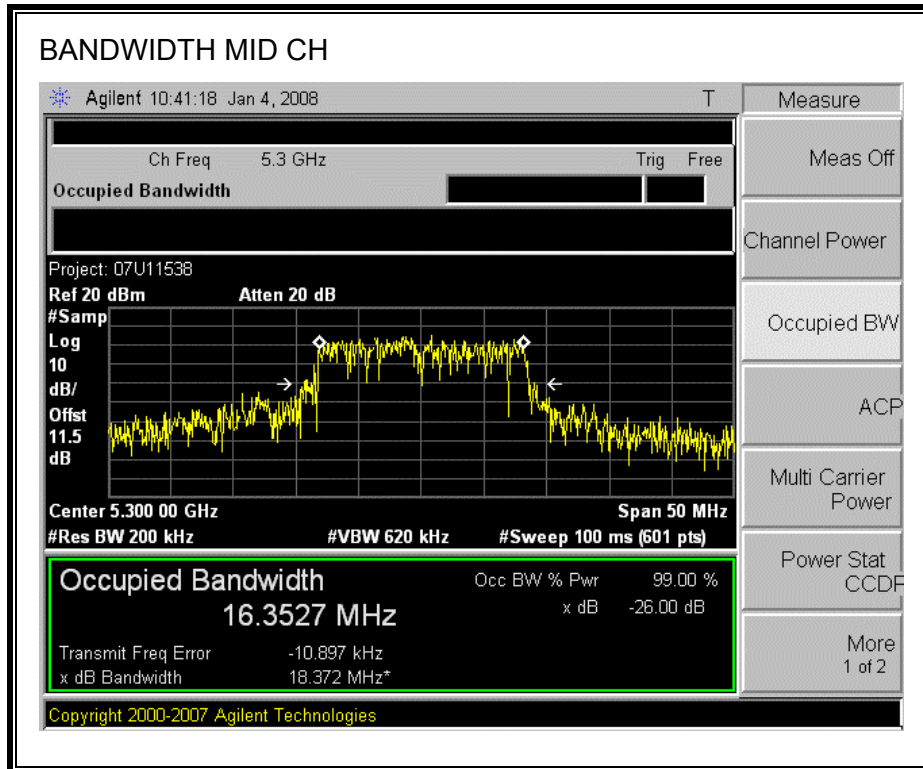 BANDWIDTH MID CH
Agilent 10:41:18 Jan 4, 2008 T
Measure
Ch Freq 5.3 GHz Trig Free
Occupied Bandwidth
Meas Off
Channel Power
Occupied BW
ACP
Multi Carrier
Power
Power Stat
CCDF
More
1 of 2
Project: 07U11538
Ref 20 dBm Atten 20 dB
#Samp
Log
10
dB/
Offst
11.5
dB
Center 5.300 00 GHz Span 50 MHz
#Res BW 200 kHz #VBW 620 kHz #Sweep 100 ms (601 pts)
Occupied Bandwidth Occ BW % Pwr 99.00 %
16.3527 MHz x dB -26.00 dB
Transmit Freq Error -10.897 kHz
x dB Bandwidth 18.372 MHz*
Copyright 2000-2007 Agilent Technologies